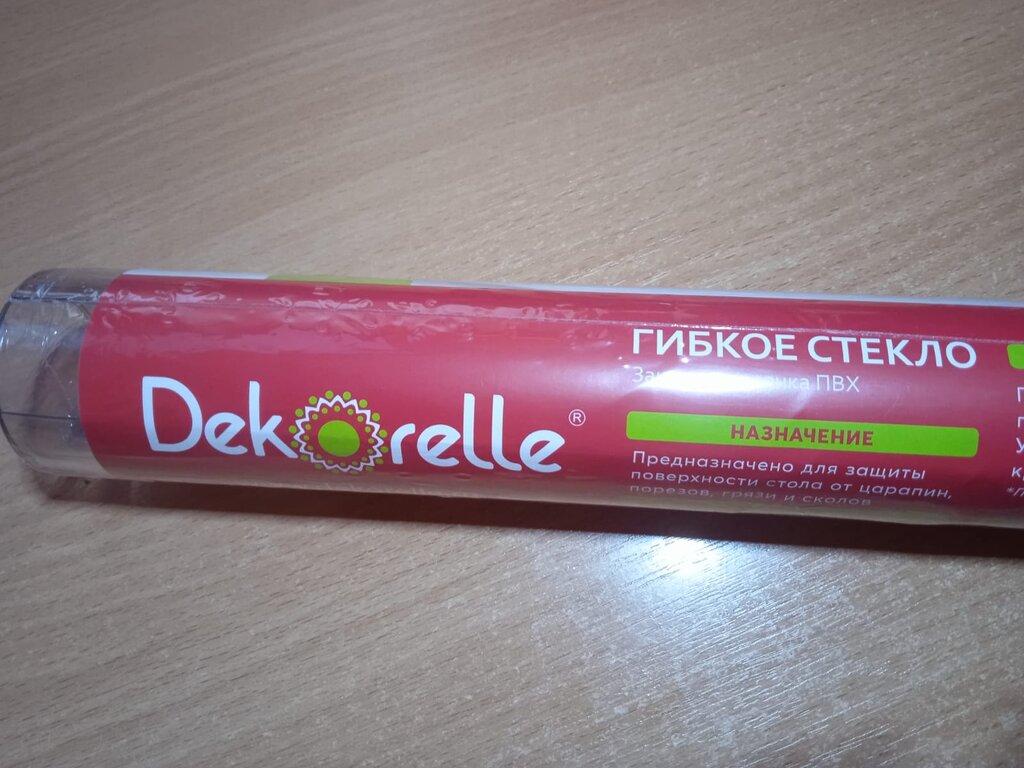 Dekorelle®
ГИБКОЕ СТЕКЛО
ПВХ
НАЗНАЧЕНИЕ
Предназначено для защиты
поверхности стола от царапин,
порезов, грязи и сколов